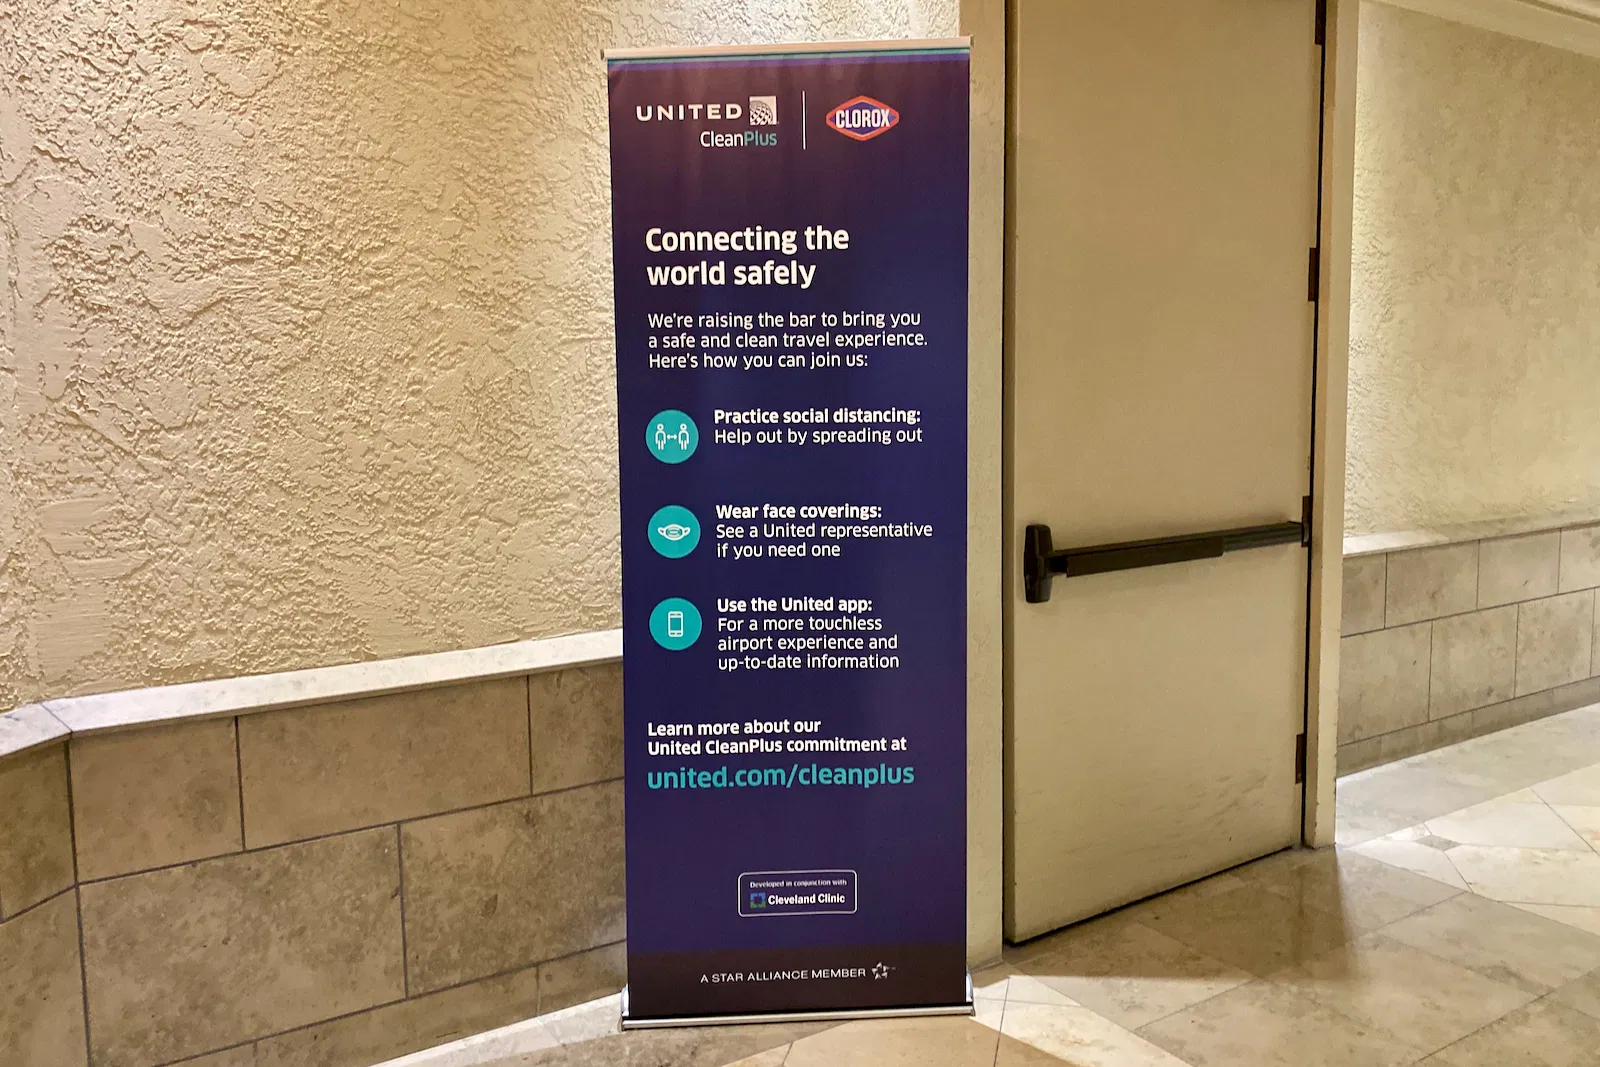 UNITED
CleanPlus
CLOROX
Connecting the
world safely
We're raising the bar to bring you
a safe and clean travel experience.
Here's how you can join us:
Practice social distancing:
Help out by spreading out
Wear face coverings:
See a United representative
if you need one
Use the United app:
For a more touchless
airport experience and
up-to-date information
Learn more about our
United CleanPlus commitment at
united.com/cleanplus
Developed in conjunction with
Cleveland Clinic
A STAR ALLIANCE MEMBER